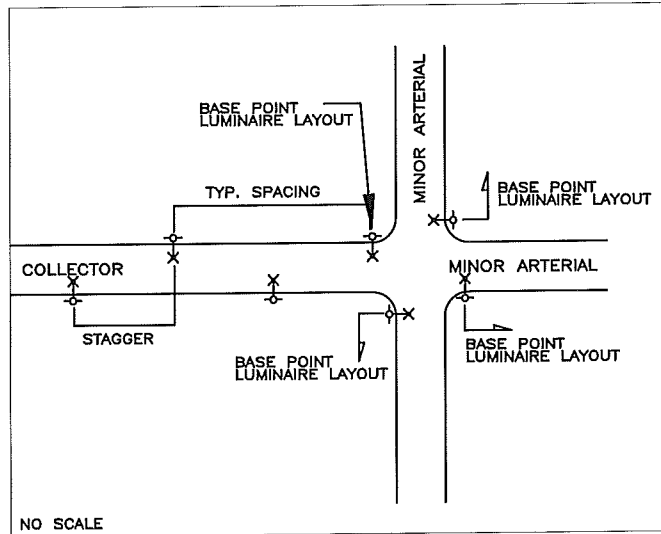 BASE POINT
LUMINAIRE LAYOUT
MINOR ARTERIAL
TYP. SPACING
BASE POINT
LUMINAIRE LAYOUT
COLLECTOR
MINOR ARTERIAL
STAGGER
BASE POINT
LUMINAIRE LAYOUT
BASE POINT
LUMINAIRE LAYOUT
NO SCALE